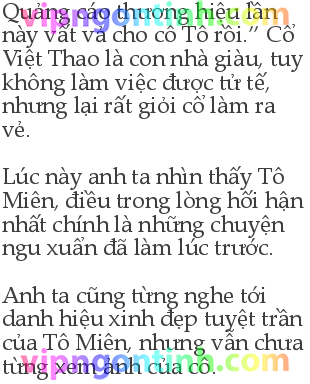 Quảng cáo thương hiệu lần
này vất vả cho cô Tô rồi.” Cổ
Việt Thao là con nhà giàu, tuy
không làm việc được tử tế,
nhưng lại rất giỏi cố làm ra
vẻ.
Lúc này anh ta nhìn thấy Tô
Miên, điều trong lòng hối hận
nhất chính là những chuyện
ngu xuẩn đã làm lúc trước.
Anh ta cũng từng nghe tới
danh hiệu xinh đẹp tuyệt trần
của Tô Miên, nhưng vẫn chưa
từng xem ảnh của cô.
vipngontinh.com
vipngontinh.com